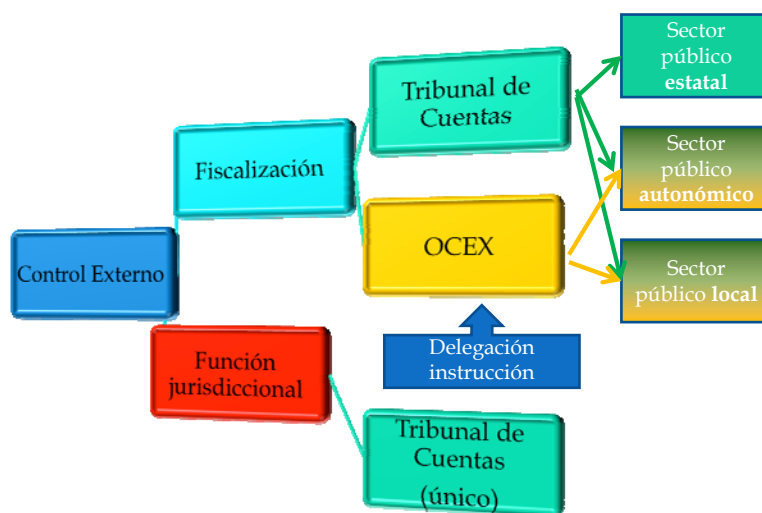 Control Externo
Fiscalización
Tribunal de
Cuentas
OCEX
Sector
público
estatal
Sector
público
autonómico
Sector
público local
Delegación
instrucción
Función
jurisdiccional
Tribunal de
Cuentas
(único)